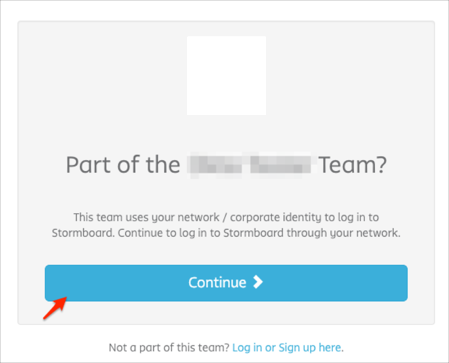 Part of the Team?
This team uses your network / corporate identity to log in to
Stormboard. Continue to log in to Stormboard through your network.
Continue
Not a part of this team? Log in or Sign up here.